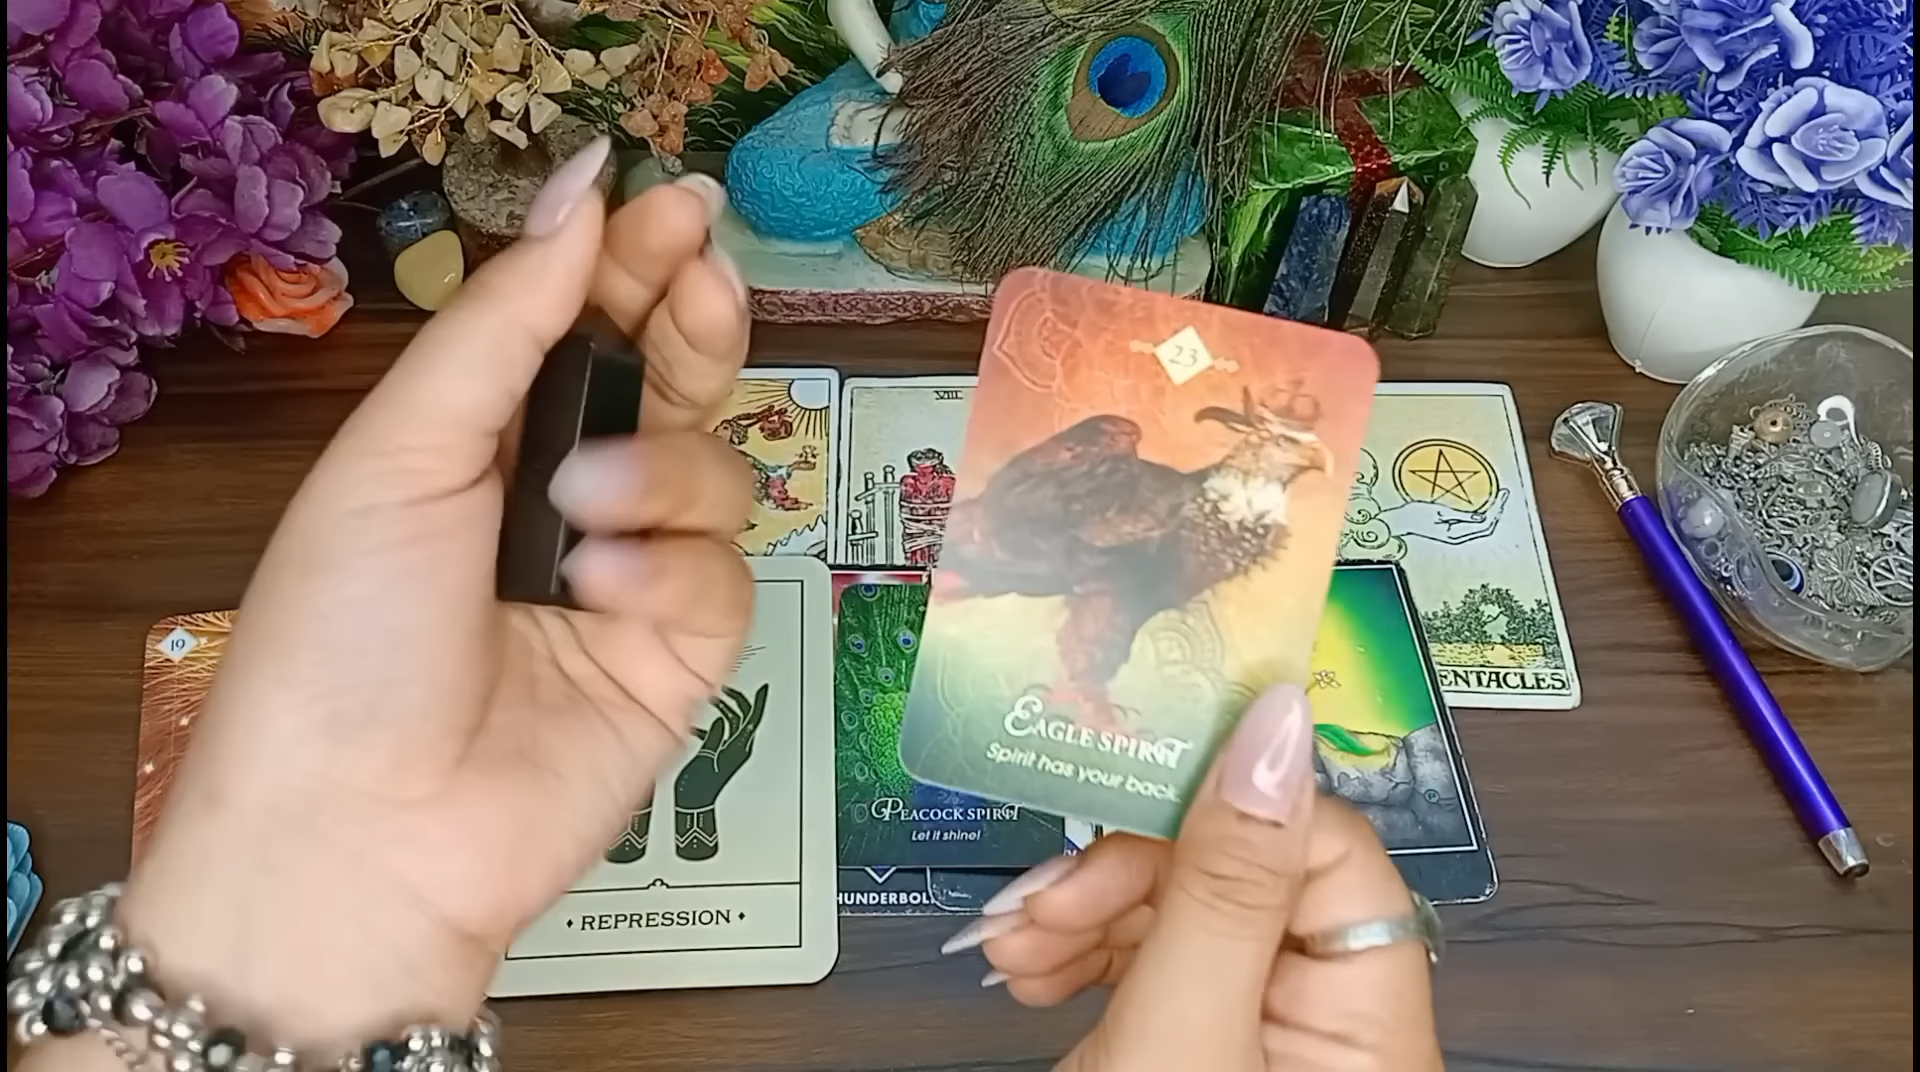 VIII
23
ENTACLES
19
EAGLE SPIRIT
Spirit has your back.
PEACOCK SPIRIT
Let it shine!
HUNDERBOL
♦ REPRESSION ♦